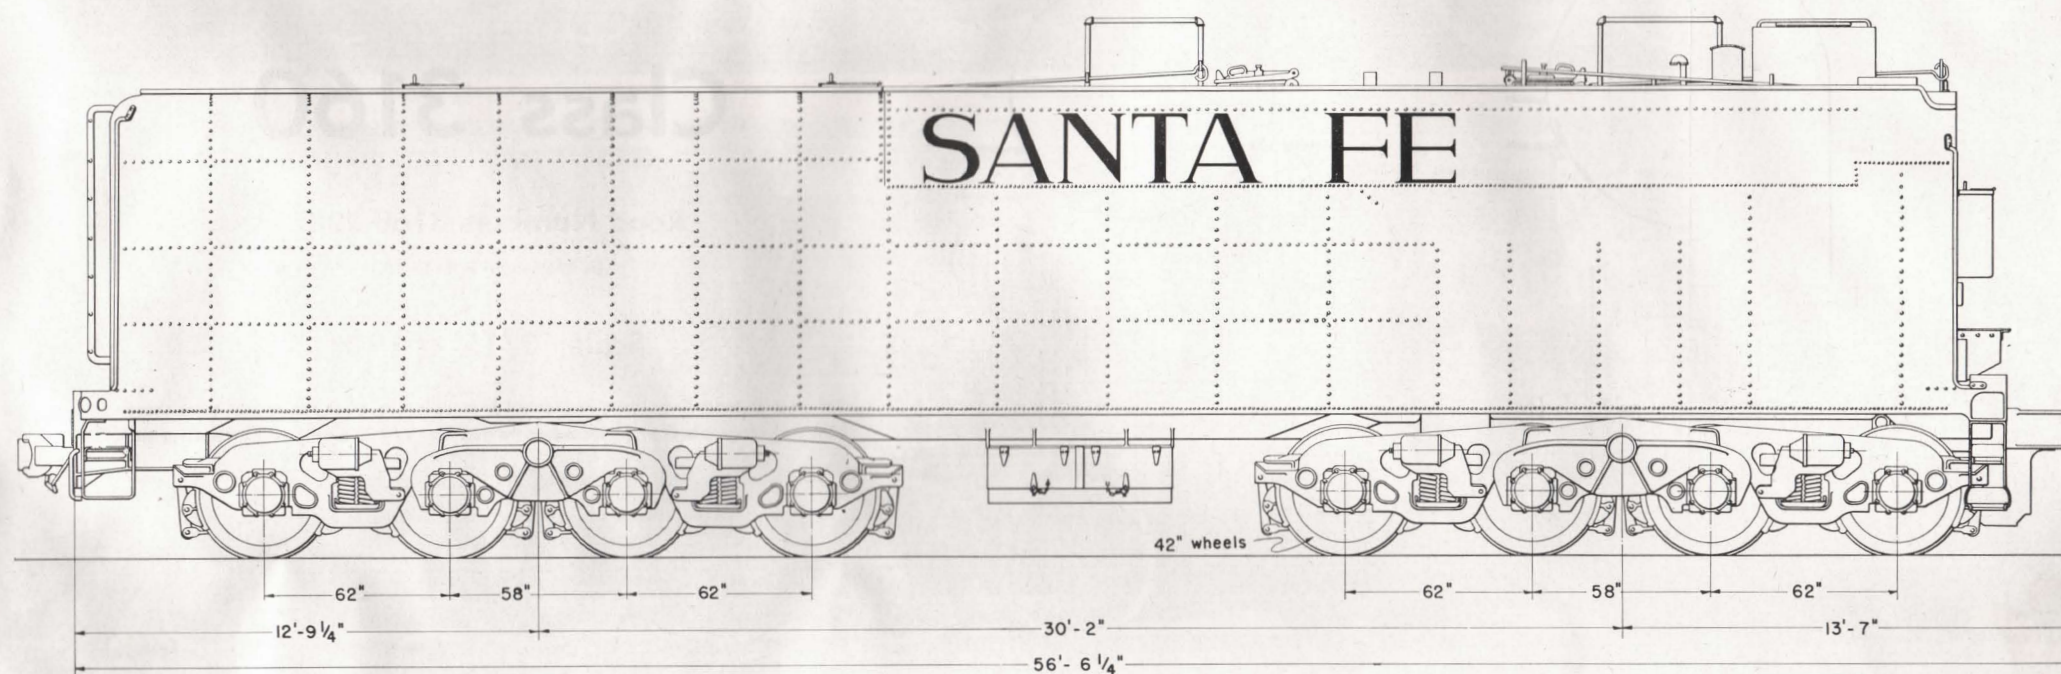 SANTA FE
42" wheels
62" 58" 62" 62" 58" 62"
12'-9 1/4" 30'-2" 13'-7"
56'- 6 1/4"